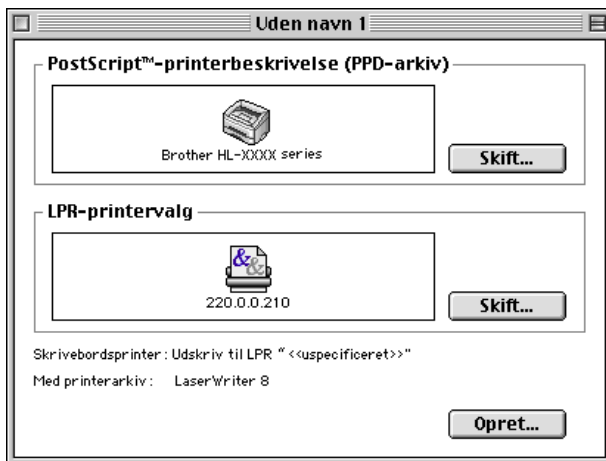 Uden navn 1
PostScript™-printerbeskrivelse (PPD-arkiv)
Brother HL-XXXX series
Skift...
LPR-printervalg
220.0.0.210
Skift...
Skrivebordsprinter: Udskriv til LPR “ <<uspecificeret>>"
Med printerarkiv: LaserWriter 8
Opret...